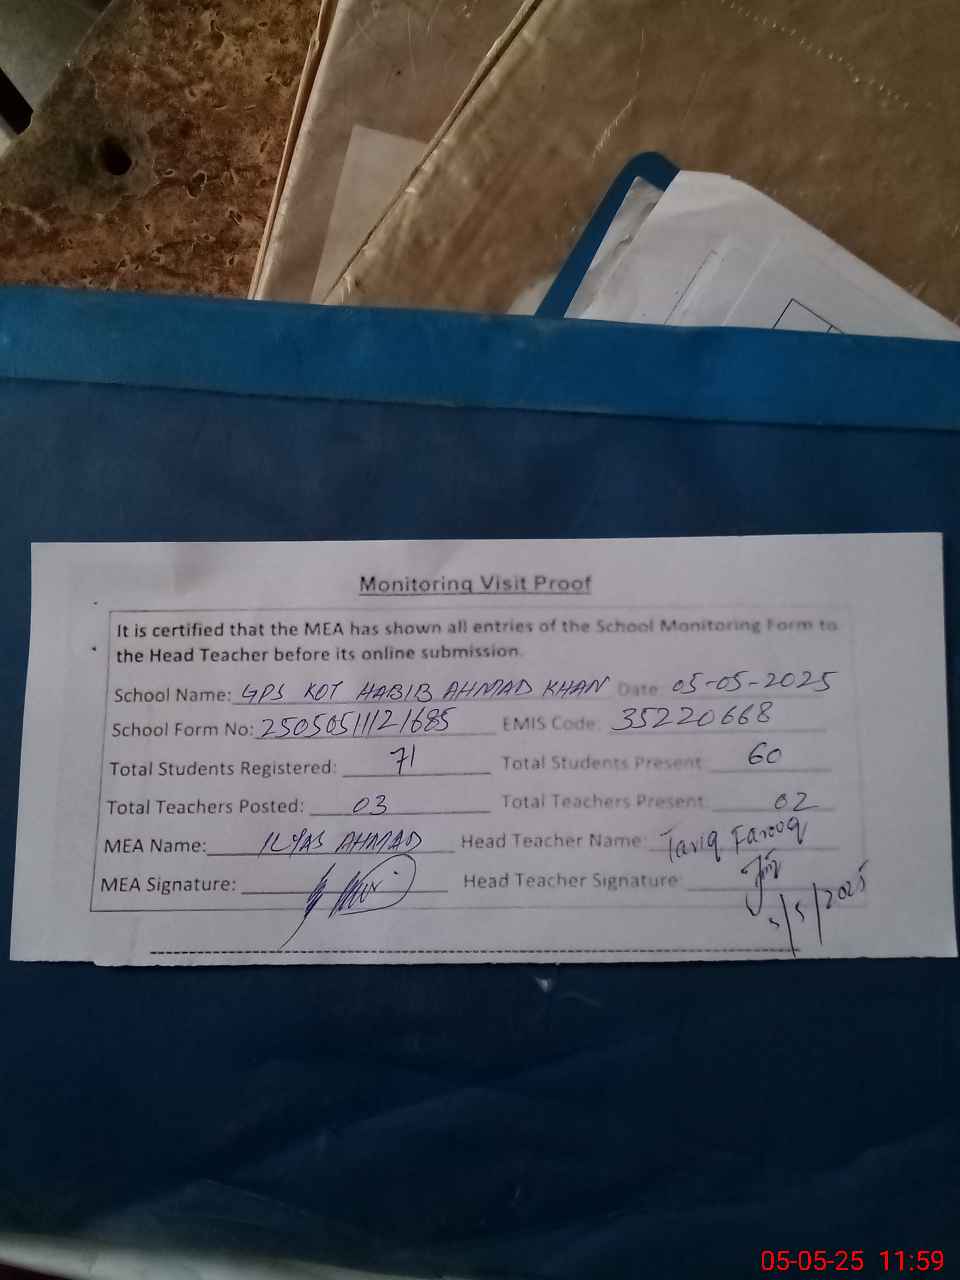 Monitoring Visit Proof
It is certified that the MEA has shown all entries of the School Monitoring Form to
the Head Teacher before its online submission.
School Name: GPS KOT HABIB AHMAD KHAN Date: 05-05-2025
School Form No: 25050511121685 EMIS Code: 35220668
Total Students Registered: 71 Total Students Present: 60
Total Teachers Posted: 03 Total Teachers Present: 02
MEA Name: ILYAS AHMAD Head Teacher Name: Tariq Farooq
MEA Signature: Head Teacher Signature:
5/5/2025
05-05-25 11:59